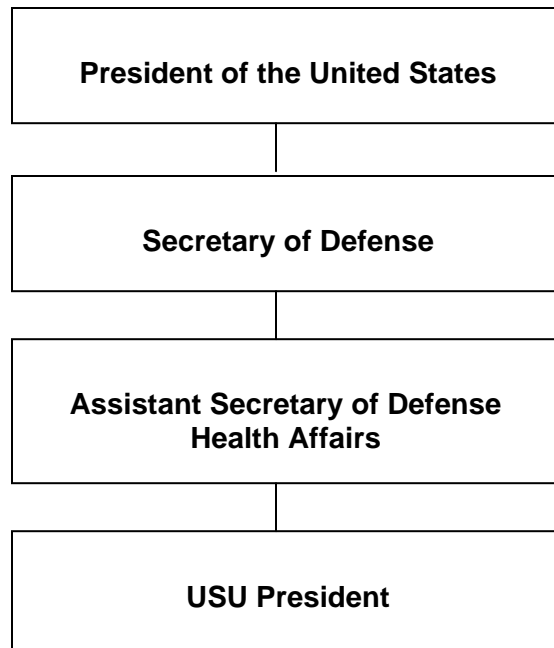 President of the United States
Secretary of Defense
Assistant Secretary of Defense
Health Affairs
USU President